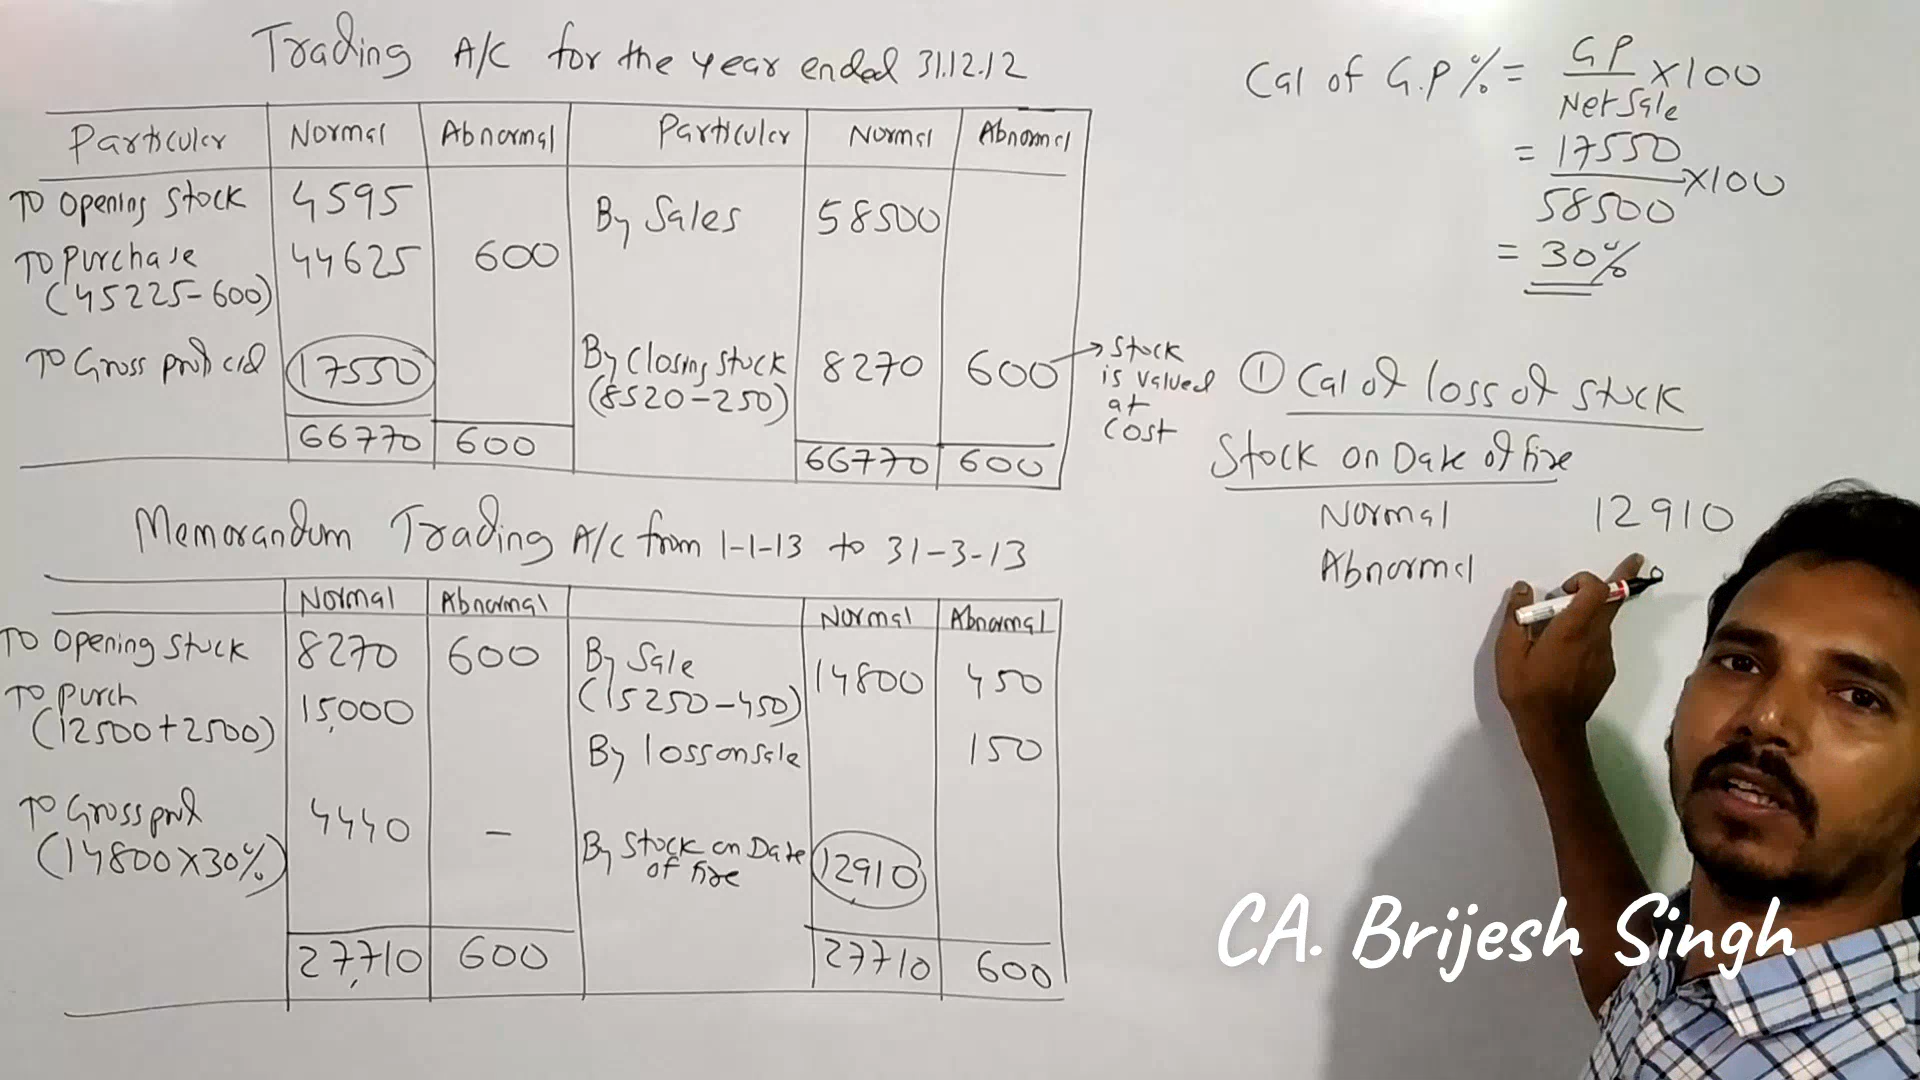 Trading A/C for the year ended 31.12.12
Particular Normal Abnormal Particular Normal Abnormal
TO Opening Stock 4595 By Sales 58500
TO Purchase 44625 600
(45225-600)
TO Gross profit c/d 17550 By Closing Stock 8270 600
(8520-250)
66770 600 66770 600
Stock
is valued
at
Cost
Memorandum Trading A/C from 1-1-13 to 31-3-13
Normal Abnormal Normal Abnormal
TO Opening Stock 8270 600 By Sale 14800 450
(15250-450)
TO Purch 15,000
(12500+2500)
By loss on sale 150
TO Gross profit 4440 -
(14800X30%)
By Stock on Date 12910
of fire
27,710 600 27710 600
Cal of G.P % = GP X100
Net Sale
= 17550 X100
58500
= 30%
① Cal of loss of stock
Stock on Date of fire
Normal 12910
Abnormal 0
CA. Brijesh Singh